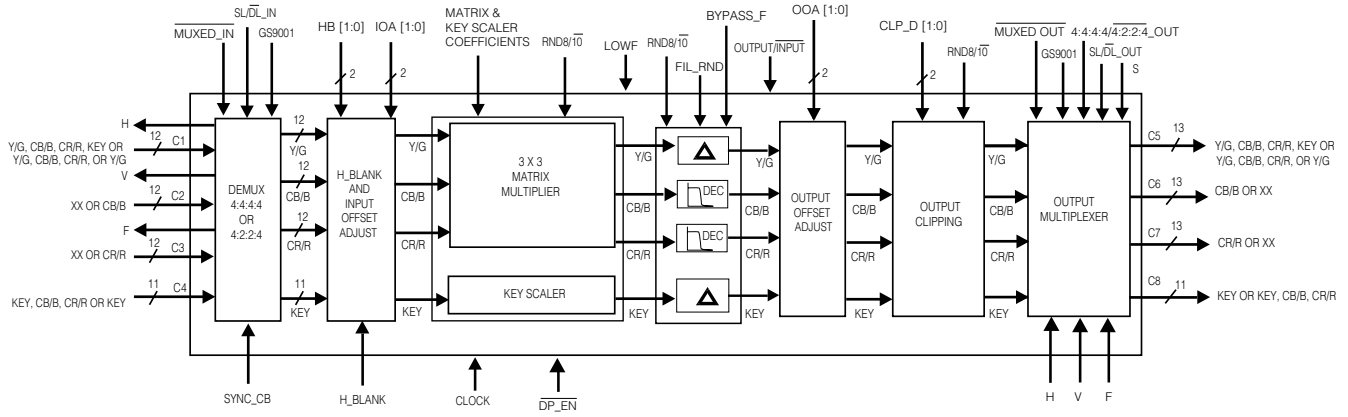 MUXED_IN
SL/DL_IN
GS9001
HB [1:0]
IOA [1:0]
MATRIX &
KEY SCALER
COEFFICIENTS
RND8/10
LOWF
RND8/10
FIL_RND
BYPASS_F
OUTPUT/INPUT
OOA [1:0]
CLP_D [1:0]
RND8/10
MUXED OUT
GS9001
4:4:4:4/4:2:2:4_OUT
SL/DL_OUT
S
2
2
2
2
H
Y/G, CB/B, CR/R, KEY OR
Y/G, CB/B, CR/R, OR Y/G
12
C1
V
XX OR CB/B
12
C2
F
XX OR CR/R
12
C3
KEY, CB/B, CR/R OR KEY
11
C4
DEMUX
4:4:4:4
OR
4:2:2:4
12
Y/G
12
CB/B
12
CR/R
11
KEY
H_BLANK
AND
INPUT
OFFSET
ADJUST
Y/G
CB/B
CR/R
KEY
3 X 3
MATRIX
MULTIPLIER
KEY SCALER
Y/G
CB/B
CR/R
KEY
Δ
DEC
DEC
Δ
Y/G
CB/B
CR/R
KEY
OUTPUT
OFFSET
ADJUST
Y/G
CB/B
CR/R
KEY
OUTPUT
CLIPPING
Y/G
CB/B
CR/R
KEY
OUTPUT
MULTIPLEXER
C5
13
Y/G, CB/B, CR/R, KEY OR
Y/G, CB/B, CR/R, OR Y/G
C6
13
CB/B OR XX
C7
13
CR/R OR XX
C8
11
KEY OR KEY, CB/B, CR/R
SYNC_CB
H_BLANK
CLOCK
DP_EN
H
V
F